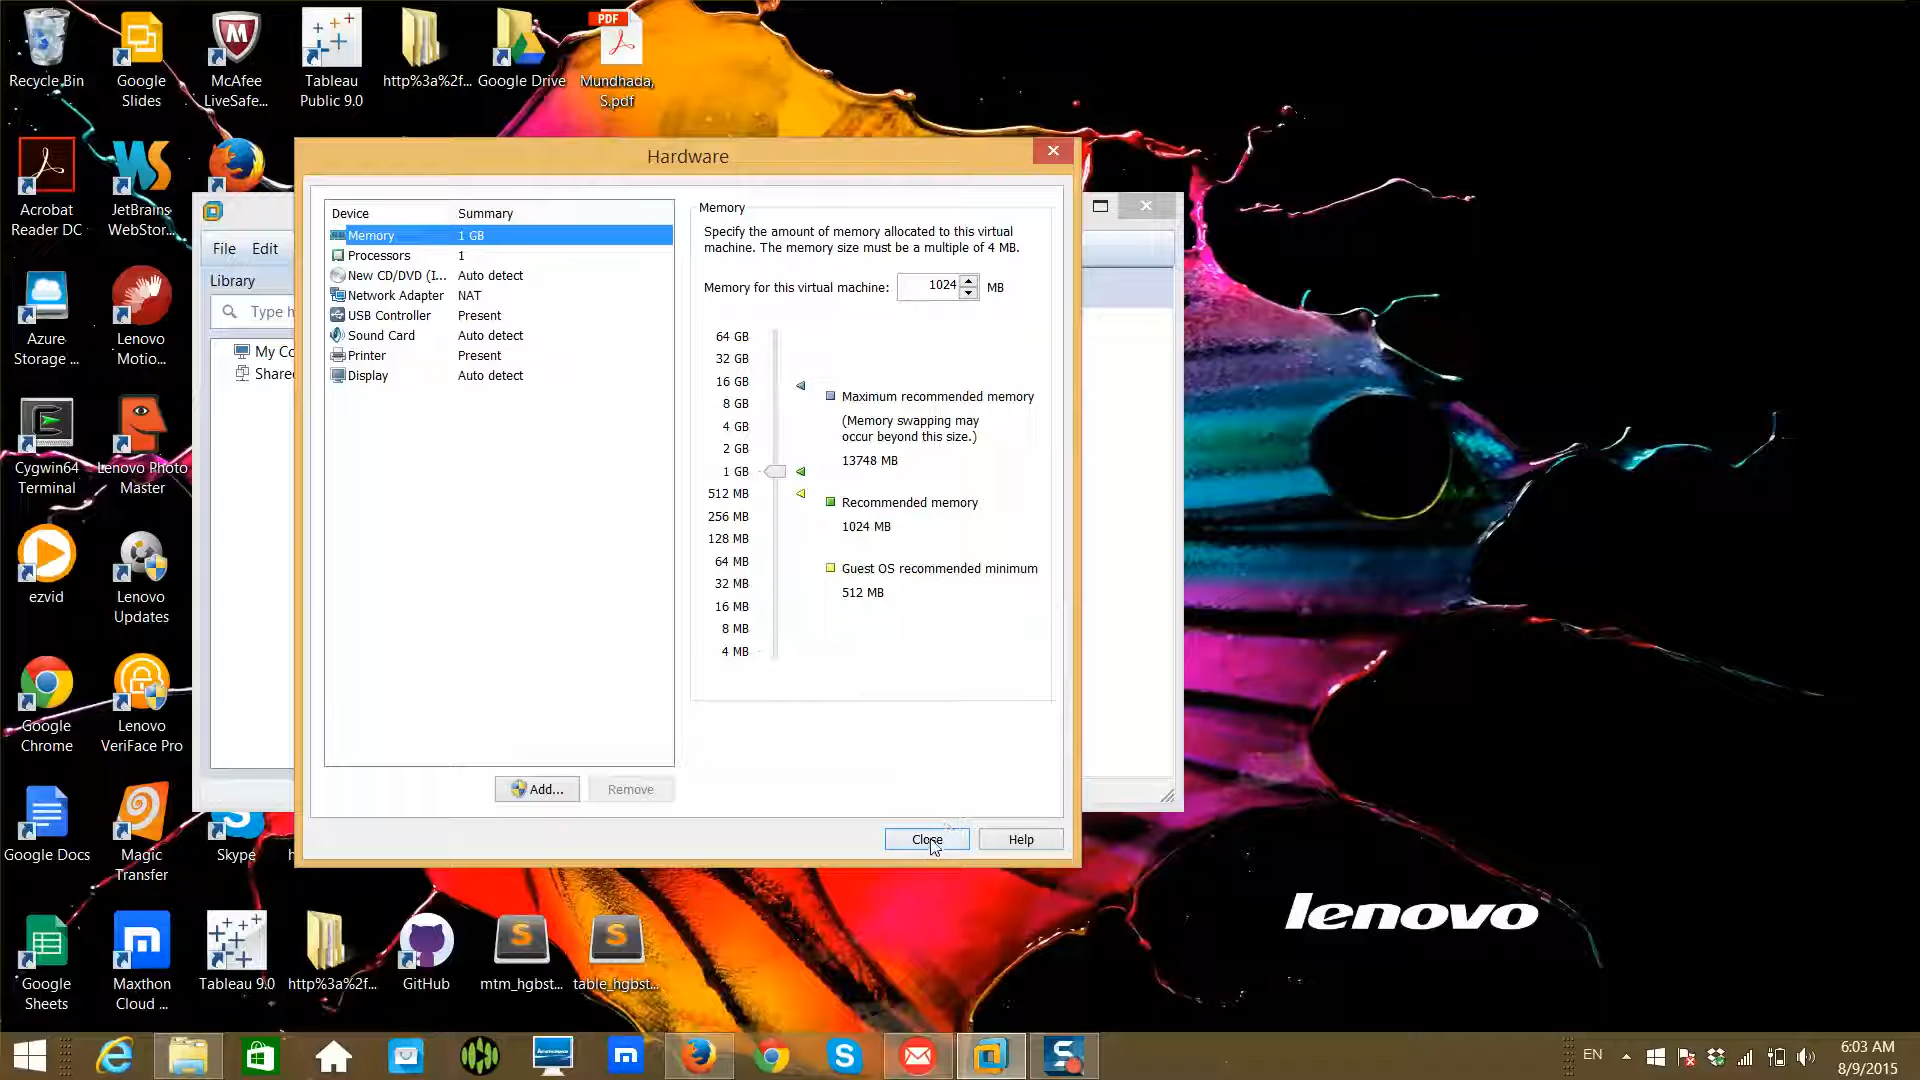 Recycle Bin
Google
Slides
McAfee
LiveSafe...
Tableau
Public 9.0
http%3a%2f...
Google Drive
PDF
Mundhada,
S.pdf
Acrobat
Reader DC
WS
JetBrains
WebStor...
Azure
Storage ...
Lenovo
Motio...
Cygwin64
Terminal
Lenovo Photo
Master
ezvid
Lenovo
Updates
Google
Chrome
Lenovo
VeriFace Pro
Google Docs
Magic
Transfer
Skype
Google
Sheets
Maxthon
Cloud ...
Tableau 9.0
http%3a%2f...
GitHub
mtm_hgbst...
table_hgbst...
File
Edit
Library
Type h
My Co
Share
Hardware
Device
Summary
Memory
1 GB
Processors
1
New CD/DVD (I...
Auto detect
Network Adapter
NAT
USB Controller
Present
Sound Card
Auto detect
Printer
Present
Display
Auto detect
Add...
Remove
Memory
Specify the amount of memory allocated to this virtual
machine. The memory size must be a multiple of 4 MB.
Memory for this virtual machine:
1024
MB
64 GB
32 GB
16 GB
8 GB
4 GB
2 GB
1 GB
512 MB
256 MB
128 MB
64 MB
32 MB
16 MB
8 MB
4 MB
Maximum recommended memory
(Memory swapping may
occur beyond this size.)
13748 MB
Recommended memory
1024 MB
Guest OS recommended minimum
512 MB
Close
Help
lenovo
EN
6:03 AM
8/9/2015